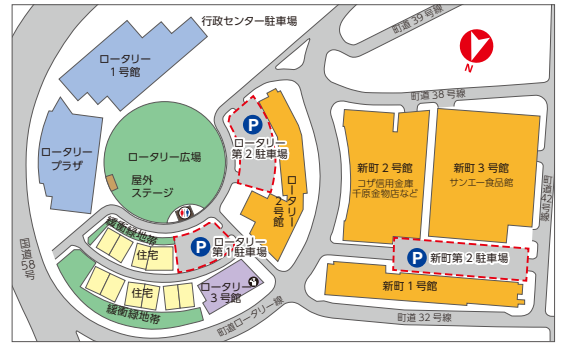 行政センター駐車場
町道39号線
N
ロータリー
1号館
町道38号線
P
ロータリー
第2駐車場
ロータリー
プラザ
ロータリー広場
屋外
ステージ
ロータリー
2号館
新町2号館
コザ信用金庫
千原金物店など
新町3号館
サンエー食品館
町道42号線
緩衝緑地帯
住宅
P
ロータリー
第1駐車場
P
新町第2駐車場
国道58号
住宅
ロータリー
3号館
新町1号館
緩衝緑地帯
町道ロータリー線
町道32号線